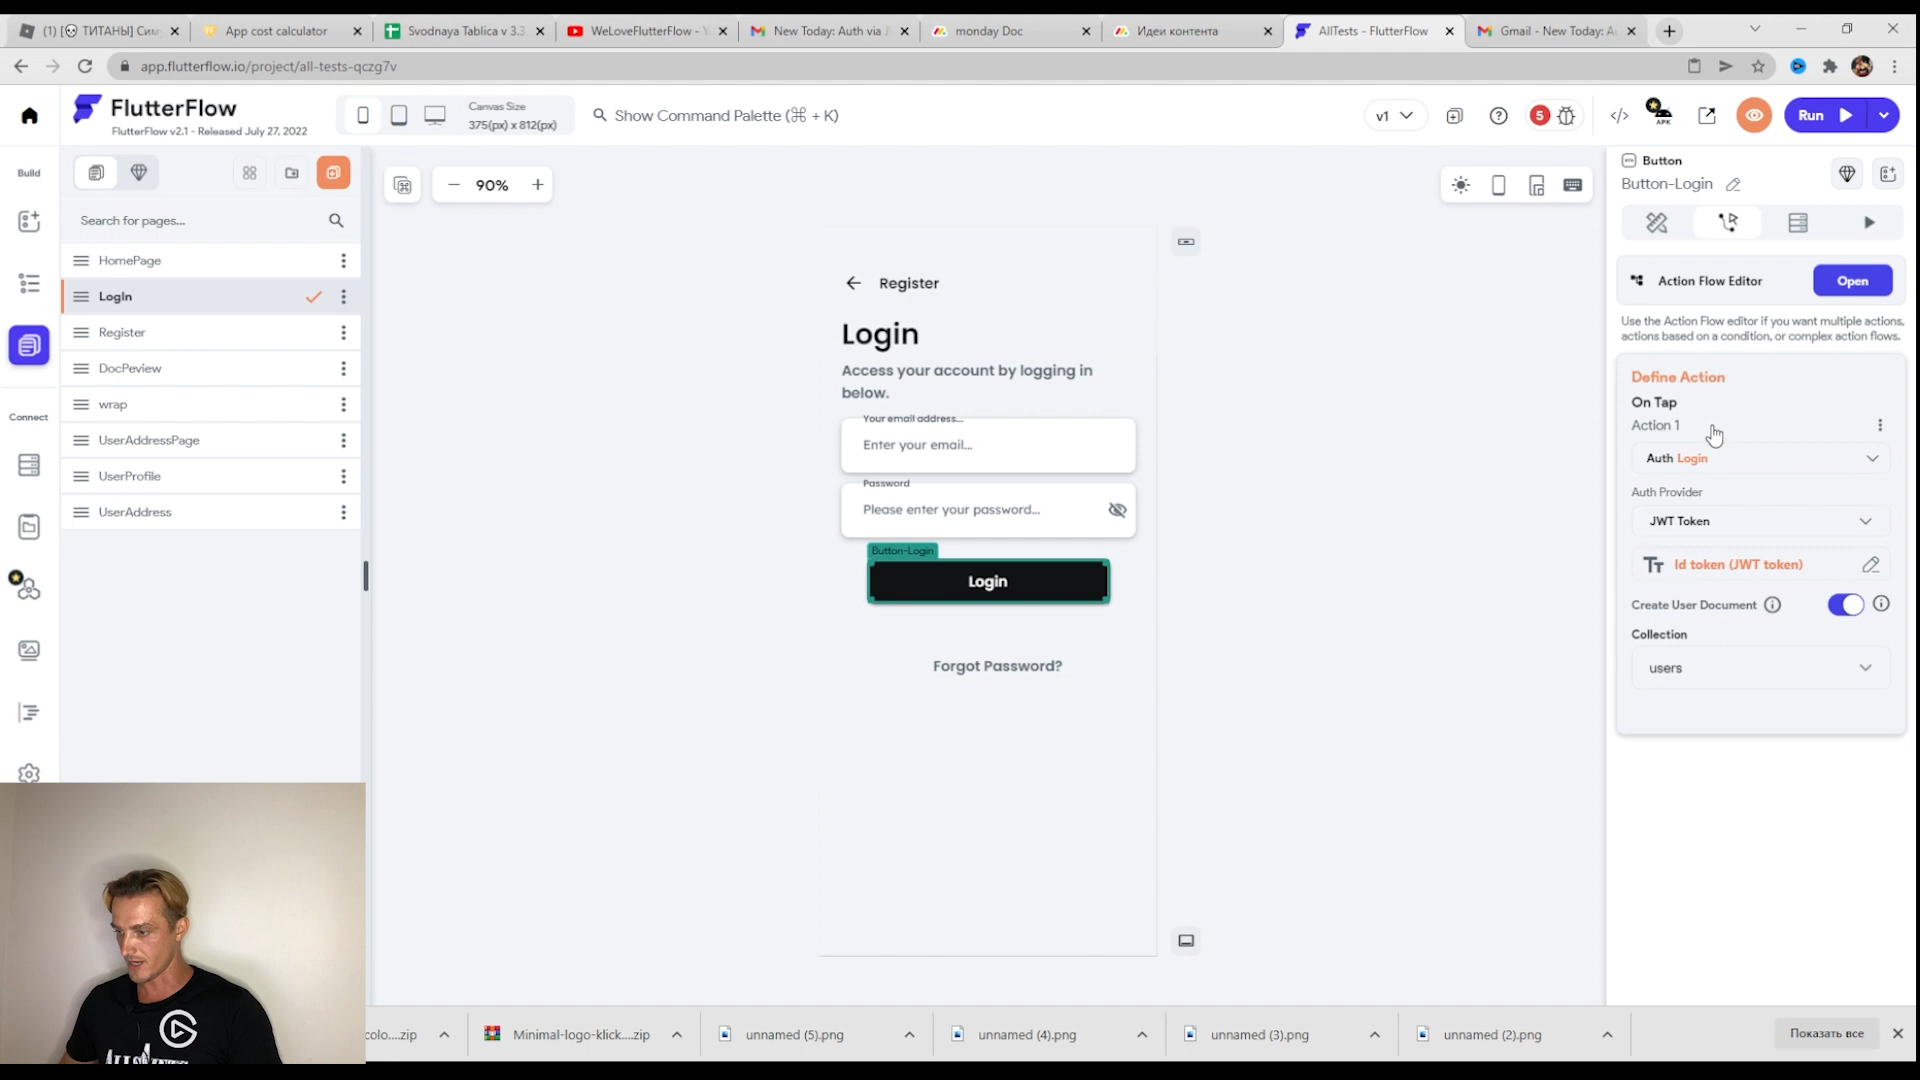 (1) [💀 ТИТАНЫ] Сим
App cost calculator
Svodnaya Tablica v 3.3
WeLoveFlutterFlow - Y
New Today: Auth via J
monday Doc
Идеи контента
AllTests - FlutterFlow
Gmail - New Today: Au
app.flutterflow.io/project/all-tests-qczg7v
FlutterFlow
FlutterFlow v2.1 - Released July 27, 2022
Canvas Size
375(px) x 812(px)
Show Command Palette (⌘ + K)
v1
5
APK
Run
Build
Connect
Search for pages...
HomePage
LogIn
Register
DocPeview
wrap
UserAddressPage
UserProfile
UserAddress
90%
Register
Login
Access your account by logging in
below.
Your email address...
Enter your email...
Password
Please enter your password...
Button-Login
Login
Forgot Password?
Button
Button-Login
Action Flow Editor
Open
Use the Action Flow editor if you want multiple actions,
actions based on a condition, or complex action flows.
Define Action
On Tap
Action 1
Auth Login
Auth Provider
JWT Token
Tт Id token (JWT token)
Create User Document
Collection
users
colo....zip
Minimal-logo-klick....zip
unnamed (5).png
unnamed (4).png
unnamed (3).png
unnamed (2).png
Показать все